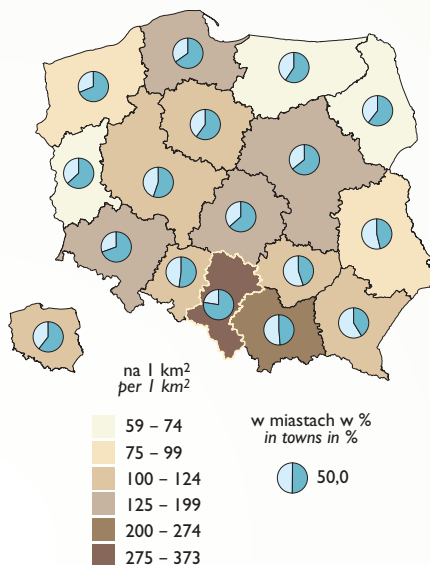 na 1 km²
per 1 km²
59 – 74
75 – 99
100 – 124
125 – 199
200 – 274
275 – 373
w miastach w %
in towns in %
50,0